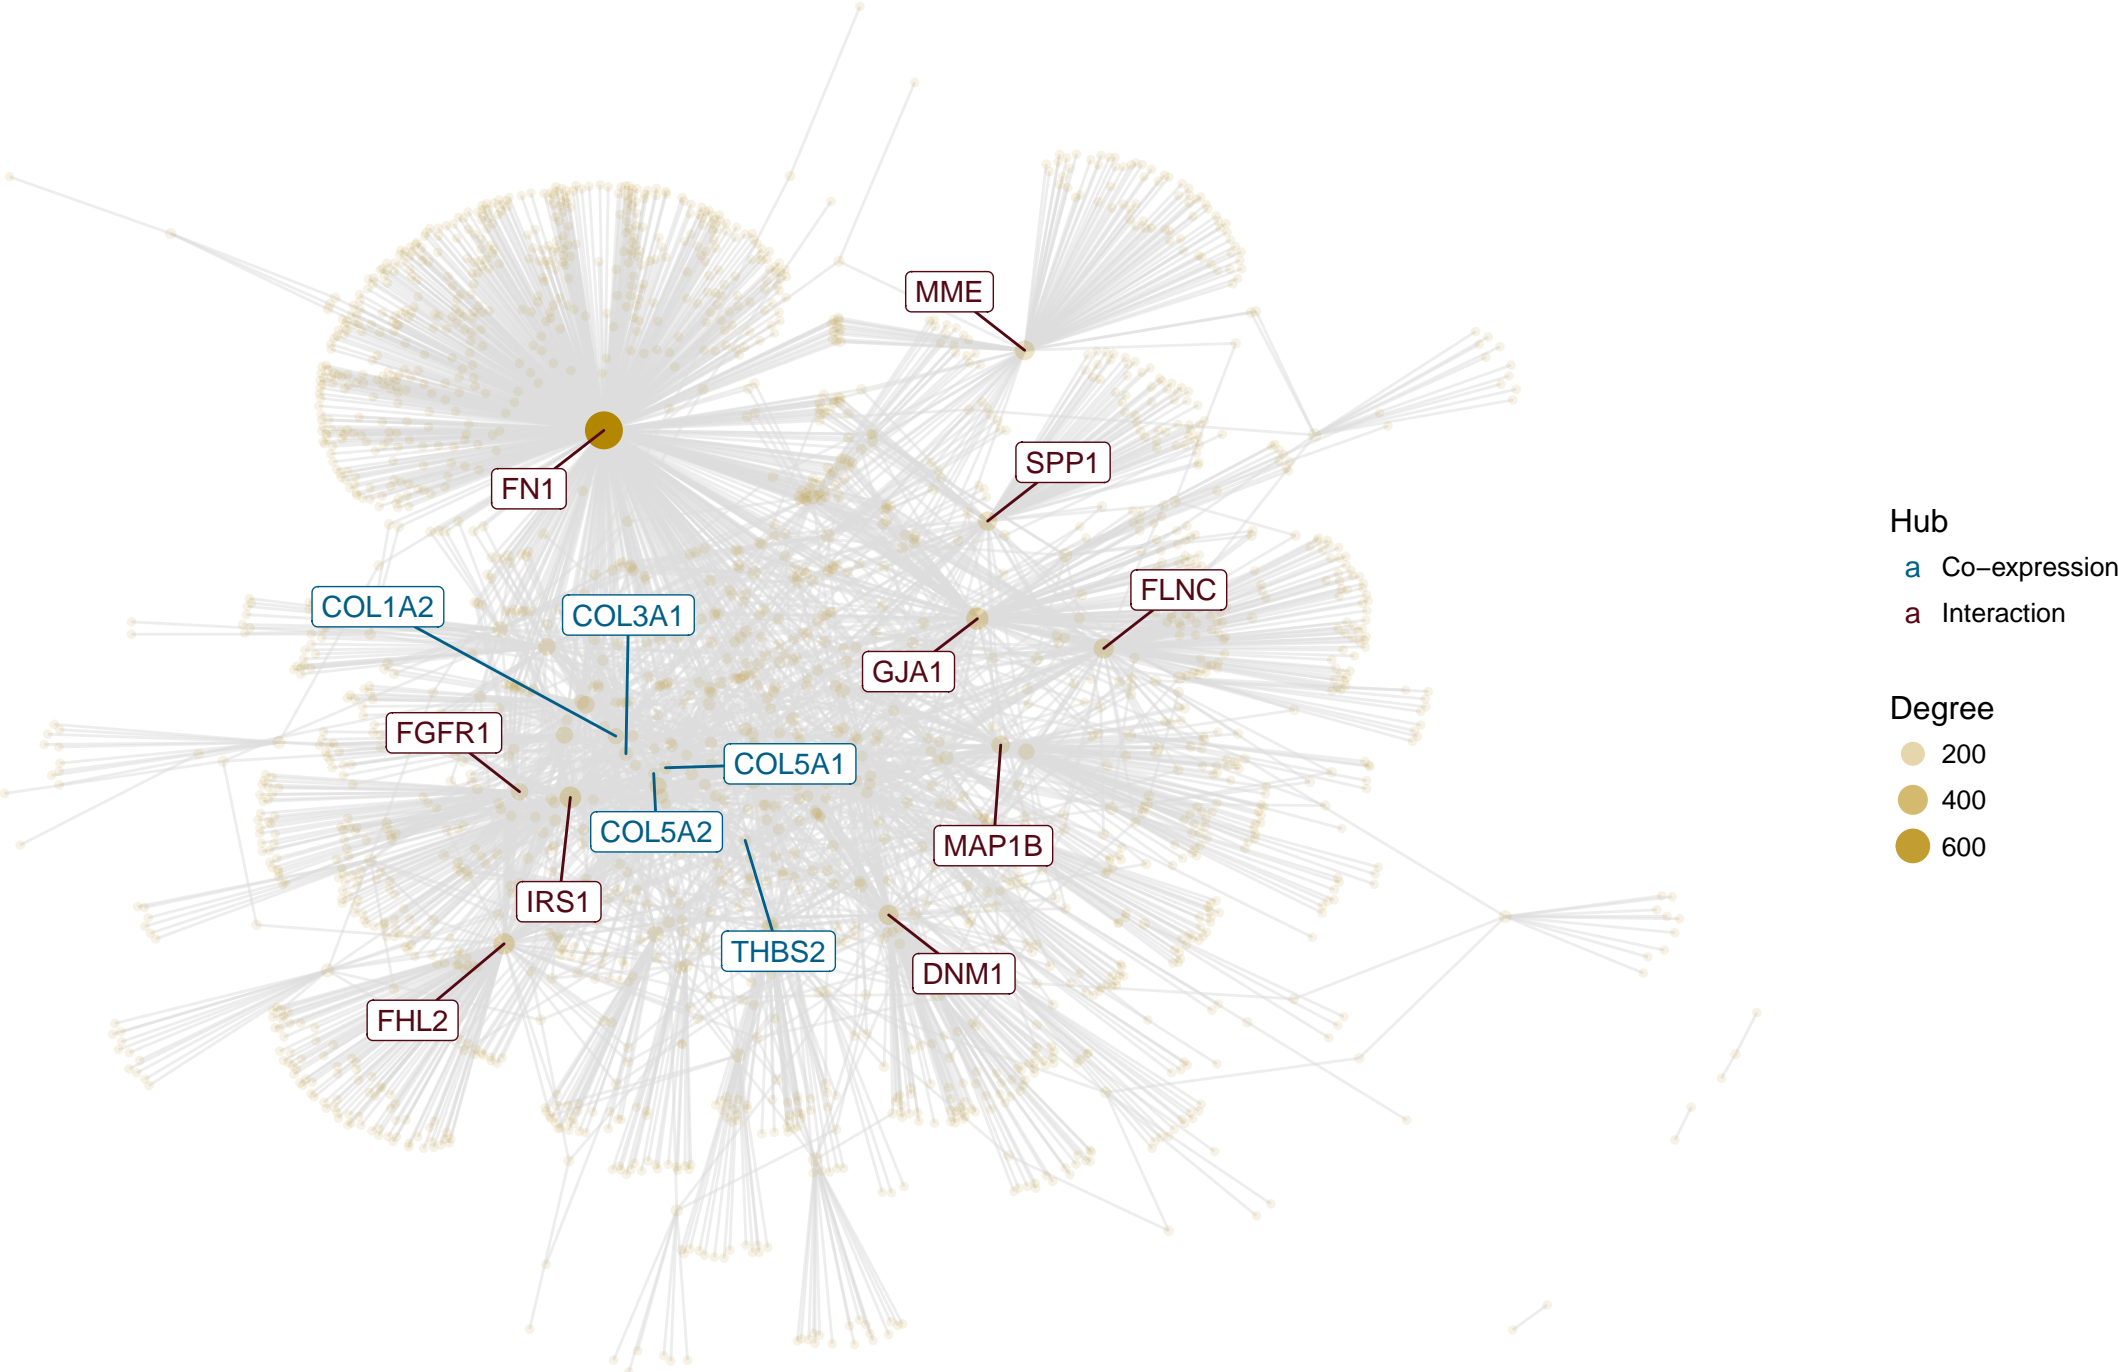 MME
SPP1
FN1
FLNC
COL1A2
COL3A1
GJA1
FGFR1
COL5A1
COL5A2
MAP1B
IRS1
THBS2
DNM1
FHL2
Hub
a Co−expression
a Interaction
Degree
200
400
600